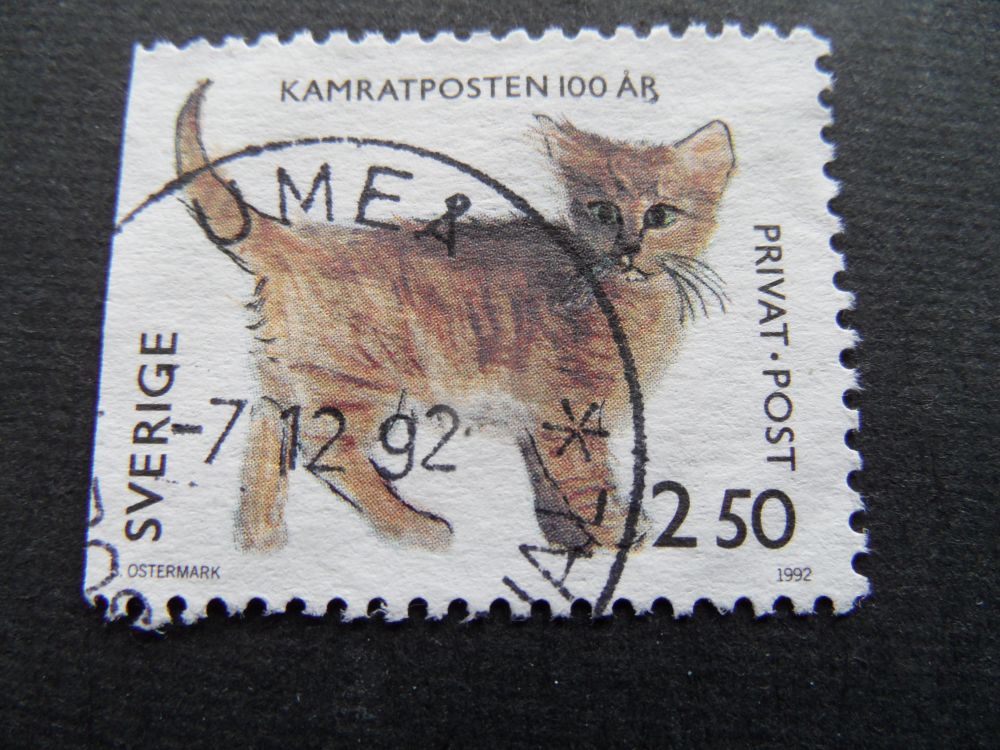 KAMRATPOSTEN 100 ÅR
UMEÅ
PRIVAT·POST
SVERIGE
-7 12 92 *
2 50
OSTERMARK
1992